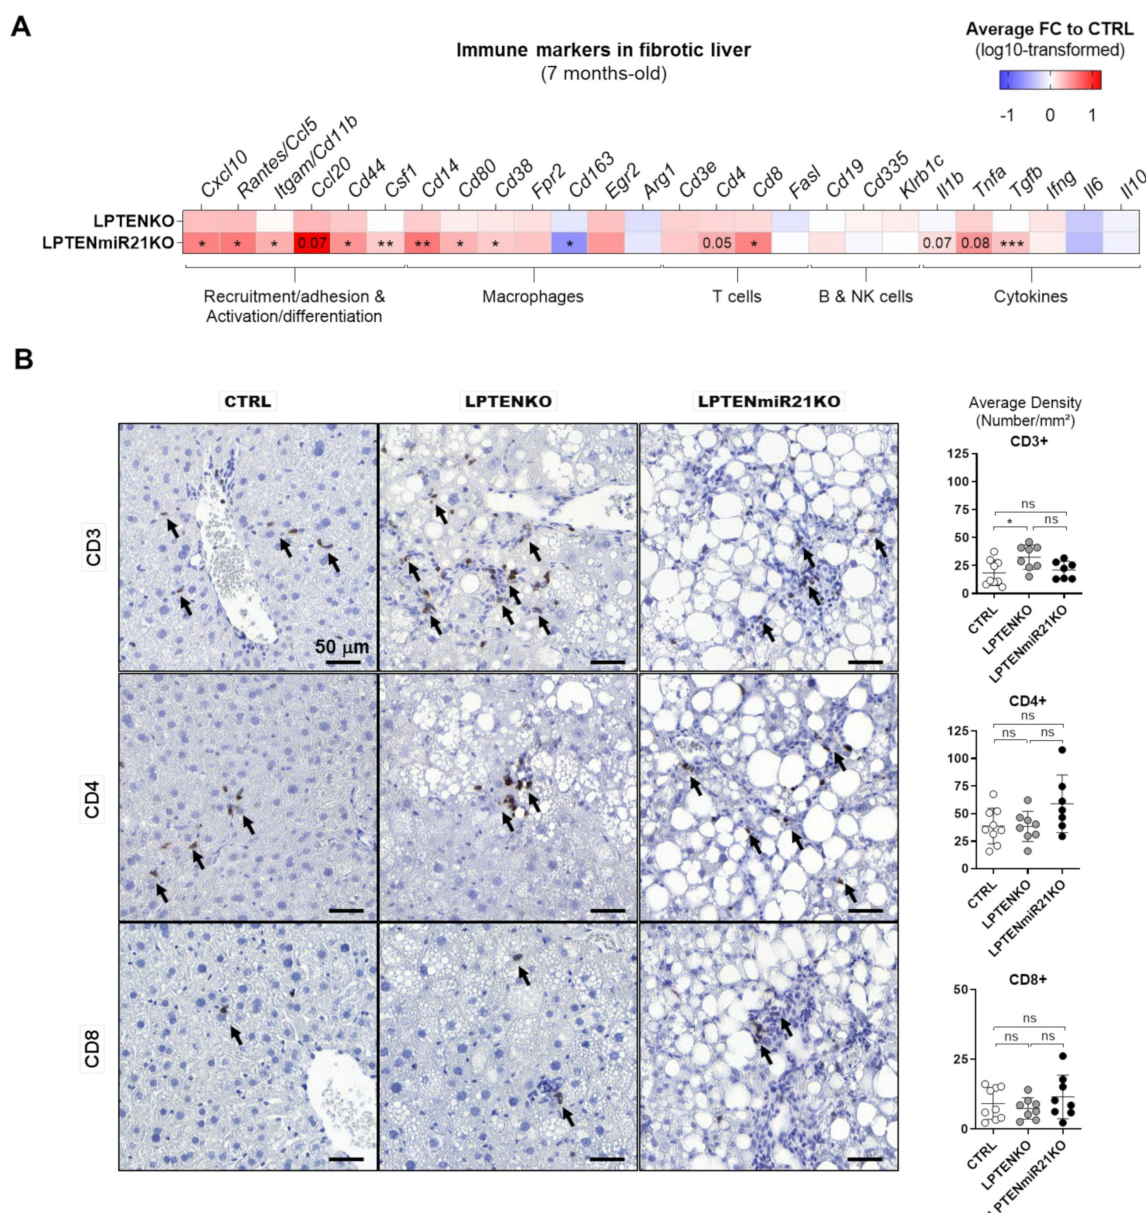 A
Immune markers in fibrotic liver
(7 months-old)
Average FC to CTRL
(log10-transformed)
-1 0 1
Cxcl10 Rantes/Ccl5 Itgam/Cd11b Ccl20 Cd44 Csf1 Cd14 Cd80 Cd38 Fpr2 Cd163 Egr2 Arg1 Cd3e Cd4 Cd8 Fasl Cd19 Cd335 Klrb1c Il1b Tnfa Tgfb Ifng Il6 Il10
LPTENKO
LPTENmiR21KO * * * 0.07 * ** ** * * * 0.05 * 0.07 0.08 ***
Recruitment/adhesion & Macrophages T cells B & NK cells Cytokines
Activation/differentiation
B
CTRL LPTENKO LPTENmiR21KO
CD3
50 µm
CD4
CD8
Average Density
(Number/mm²)
CD3+
125
100
75
50
25
0
ns
* ns
CTRL
LPTENKO
LPTENmiR21KO
CD4+
125
100
75
50
25
0
ns
ns ns
CTRL
LPTENKO
LPTENmiR21KO
CD8+
50
25
0
ns
ns ns
CTRL
LPTENKO
LPTENmiR21KO